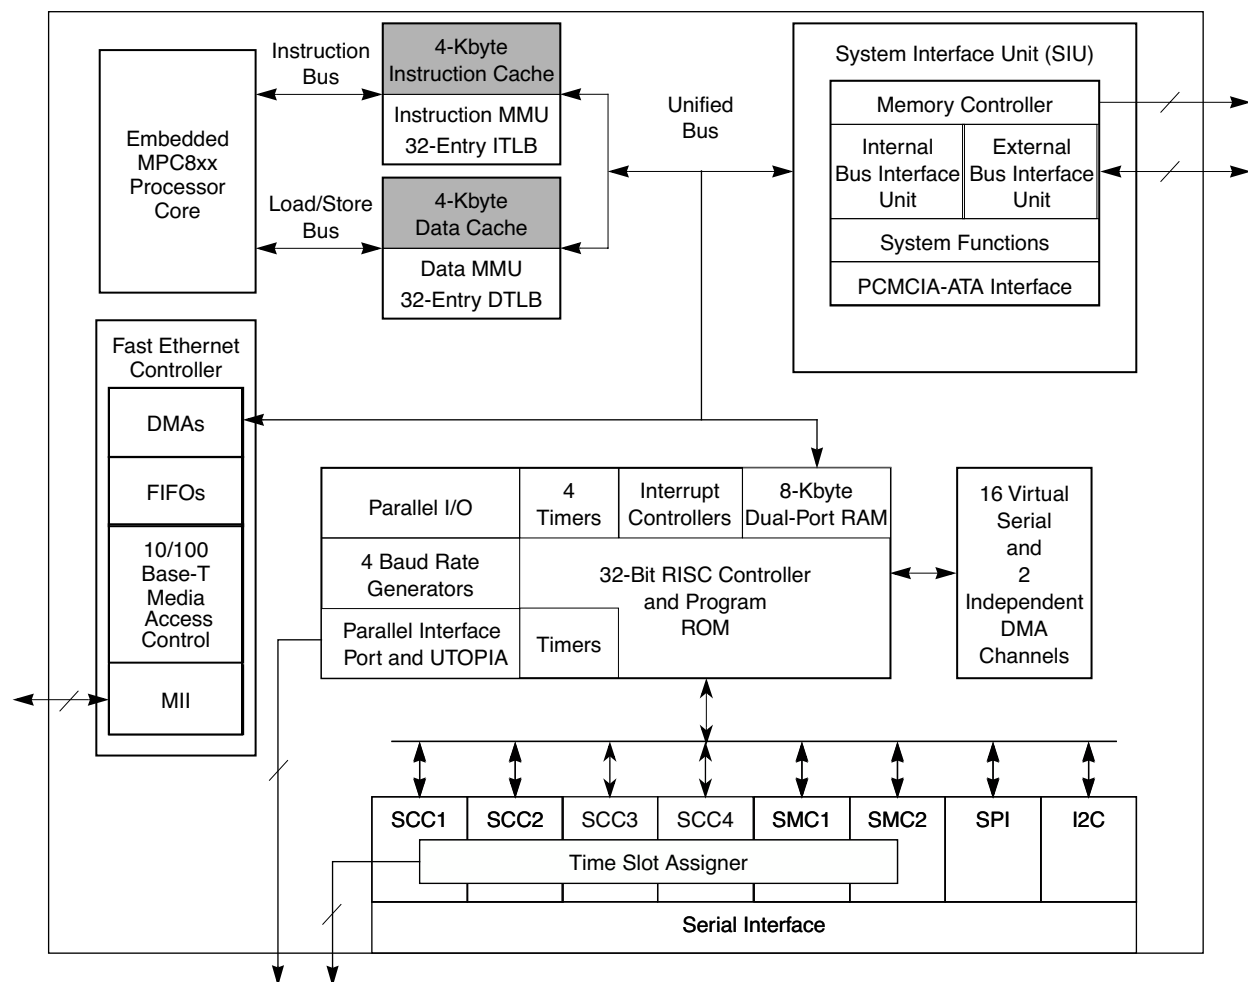 Instruction
Bus
4-Kbyte
Instruction Cache
Instruction MMU
32-Entry ITLB
Embedded
MPC8xx
Processor
Core
Load/Store
Bus
4-Kbyte
Data Cache
Data MMU
32-Entry DTLB
Unified
Bus
System Interface Unit (SIU)
Memory Controller
Internal
Bus Interface
Unit
External
Bus Interface
Unit
System Functions
PCMCIA-ATA Interface
Fast Ethernet
Controller
DMAs
FIFOs
10/100
Base-T
Media
Access
Control
MII
Parallel I/O
4
Timers
Interrupt
Controllers
8-Kbyte
Dual-Port RAM
4 Baud Rate
Generators
32-Bit RISC Controller
and Program
ROM
Parallel Interface
Port and UTOPIA
Timers
16 Virtual
Serial
and
2
Independent
DMA
Channels
SCC1
SCC2
SCC3
SCC4
SMC1
SMC2
SPI
I2C
Time Slot Assigner
Serial Interface